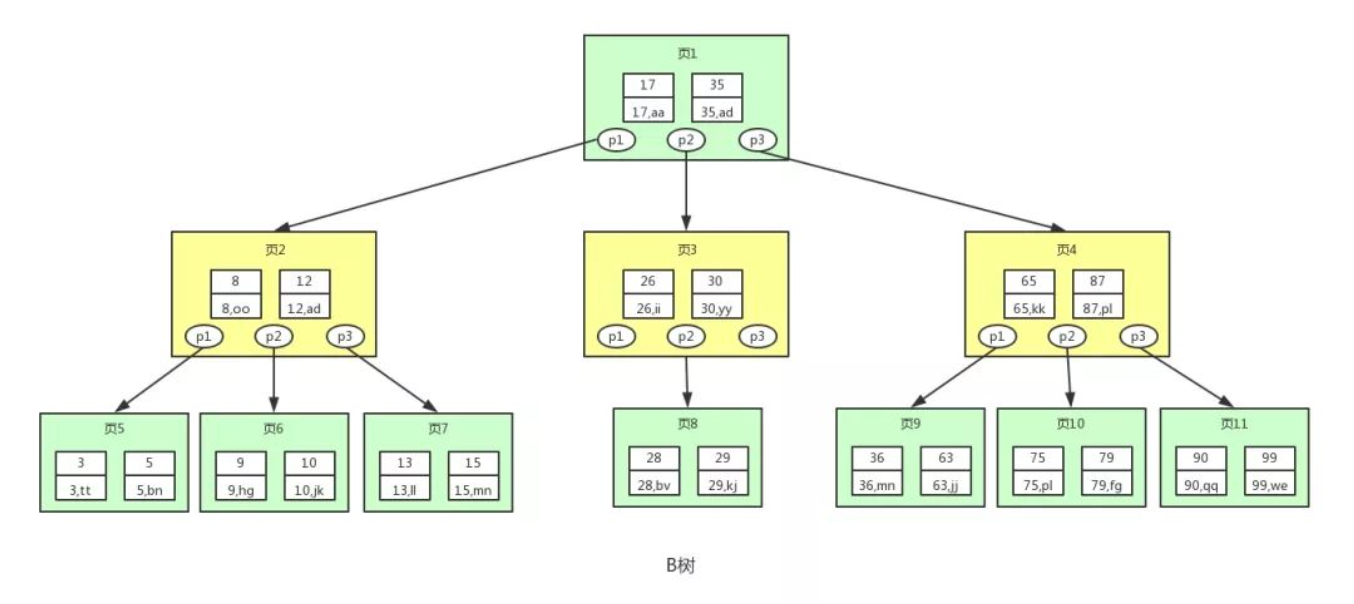 页1
17 35
17,aa 35,ad
p1 p2 p3
页2
8 12
8,oo 12,ad
p1 p2 p3
页3
26 30
26,ii 30,yy
p1 p2 p3
页4
65 87
65,kk 87,pl
p1 p2 p3
页5
3 5
3,tt 5,bn
页6
9 10
9,hg 10,jk
页7
13 15
13,ll 15,mn
页8
28 29
28,bv 29,kj
页9
36 63
36,mn 63,jj
页10
75 79
75,pl 79,fg
页11
90 99
90,qq 99,we
B树